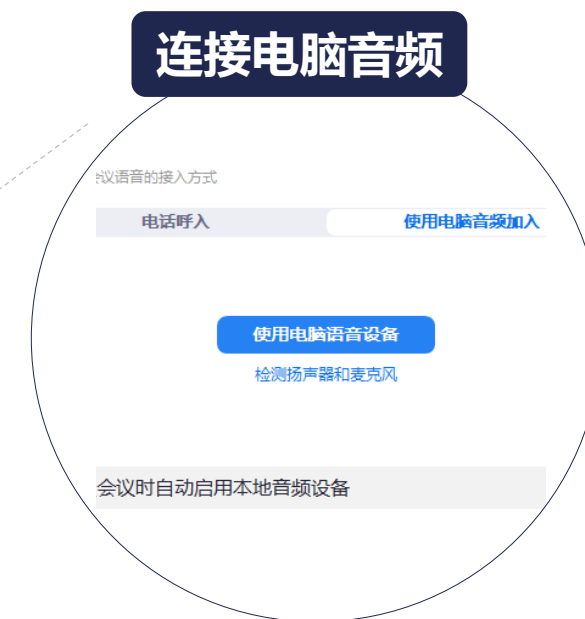 连接电脑音频
议语音的接入方式
电话呼入
使用电脑音频加入
使用电脑语音设备
检测扬声器和麦克风
会议时自动启用本地音频设备